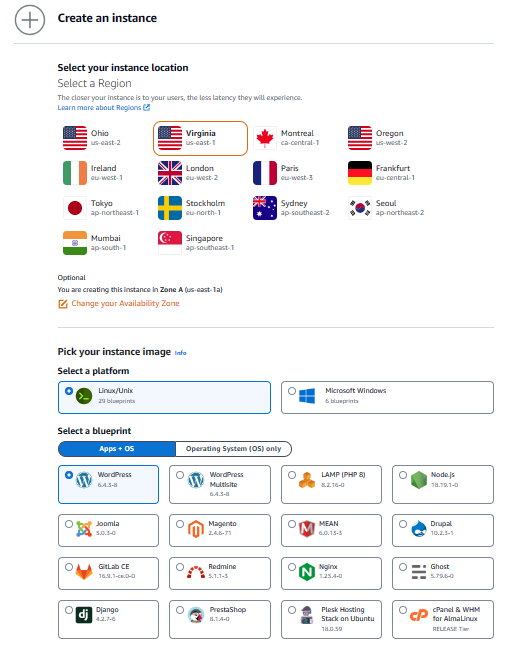 Create an instance
Select your instance location
Select a Region
The closer your instance is to your users, the less latency they will experience.
Learn more about Regions
Ohio
us-east-2
Virginia
us-east-1
Montreal
ca-central-1
Oregon
us-west-2
Ireland
eu-west-1
London
eu-west-2
Paris
eu-west-3
Frankfurt
eu-central-1
Tokyo
ap-northeast-1
Stockholm
eu-north-1
Sydney
ap-southeast-2
Seoul
ap-northeast-2
Mumbai
ap-south-1
Singapore
ap-southeast-1
Optional
You are creating this instance in Zone A (us-east-1a)
Change your Availability Zone
Pick your instance image Info
Select a platform
Linux/Unix
29 blueprints
Microsoft Windows
6 blueprints
Select a blueprint
Apps + OS
Operating System (OS) only
WordPress
6.4.3-8
WordPress
Multisite
6.4.3-8
LAMP (PHP 8)
8.2.16-0
Node.js
18.19.1-0
Joomla
5.0.3-0
Magento
2.4.6-71
MEAN
6.0.13-3
Drupal
10.2.3-1
GitLab CE
16.9.1-ce.0-0
Redmine
5.1.1-3
Nginx
1.25.4-0
Ghost
5.79.6-0
dj
Django
4.2.7-6
PrestaShop
8.1.4-0
Plesk Hosting
Stack on Ubuntu
18.0.59
cP
cPanel & WHM
for AlmaLinux
RELEASE Tier